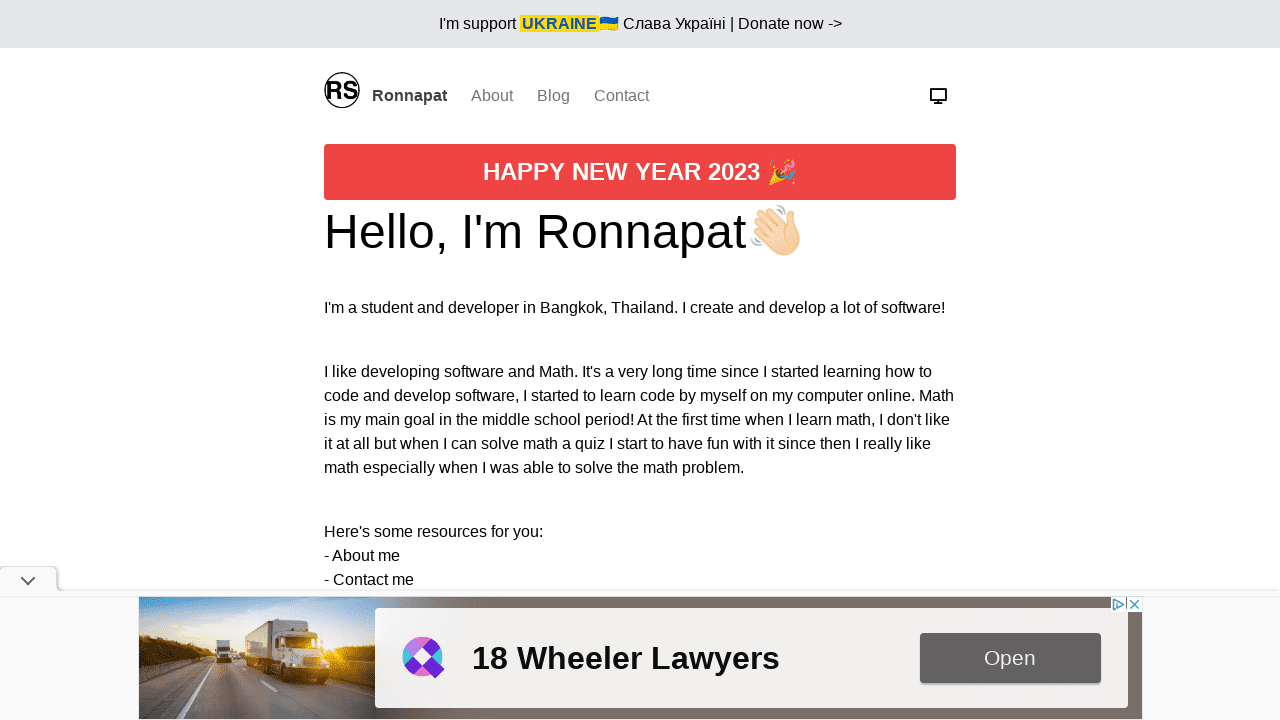 I'm support UKRAINE🇺🇦 Слава Україні | Donate now ->
RS Ronnapat About Blog Contact
HAPPY NEW YEAR 2023 🎉
Hello, I'm Ronnapat👋🏻
I'm a student and developer in Bangkok, Thailand. I create and develop a lot of software!
I like developing software and Math. It's a very long time since I started learning how to
code and develop software, I started to learn code by myself on my computer online. Math
is my main goal in the middle school period! At the first time when I learn math, I don't like
it at all but when I can solve math a quiz I start to have fun with it since then I really like
math especially when I was able to solve the math problem.
Here's some resources for you:
- About me
- Contact me
18 Wheeler Lawyers
Open